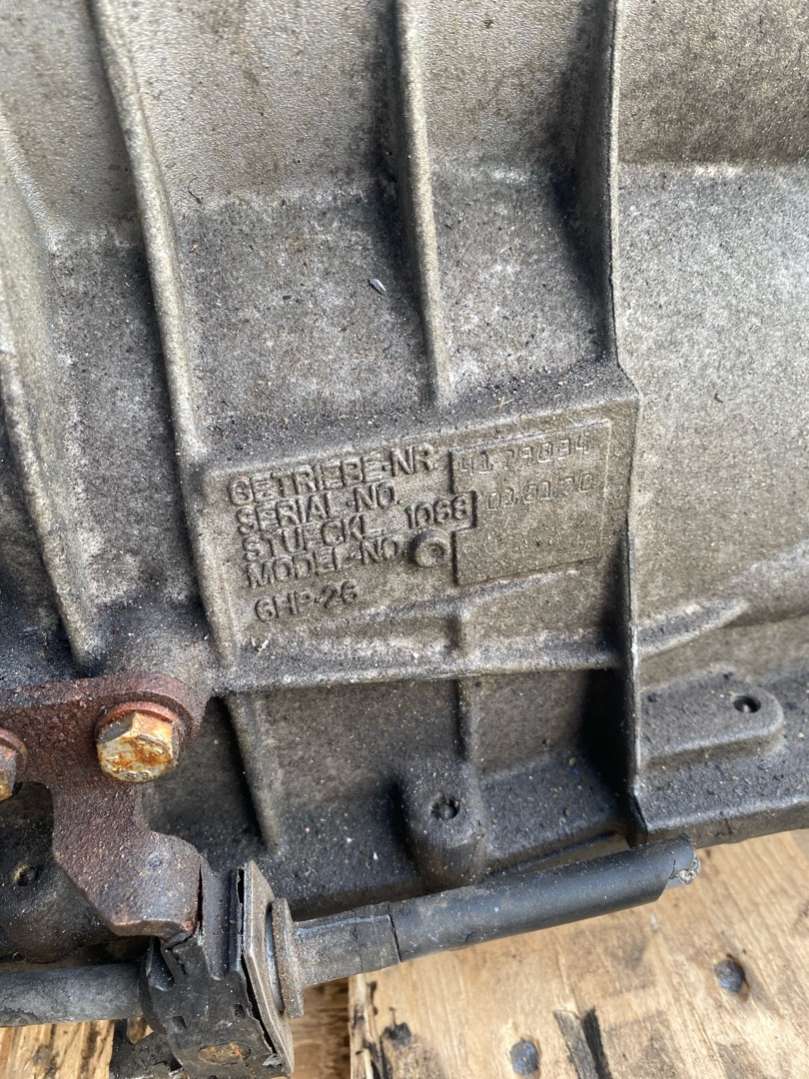 GETRIEBE-NR
SERIAL-NO.
STUECKL. 1068
MODEL-NO
6HP-26